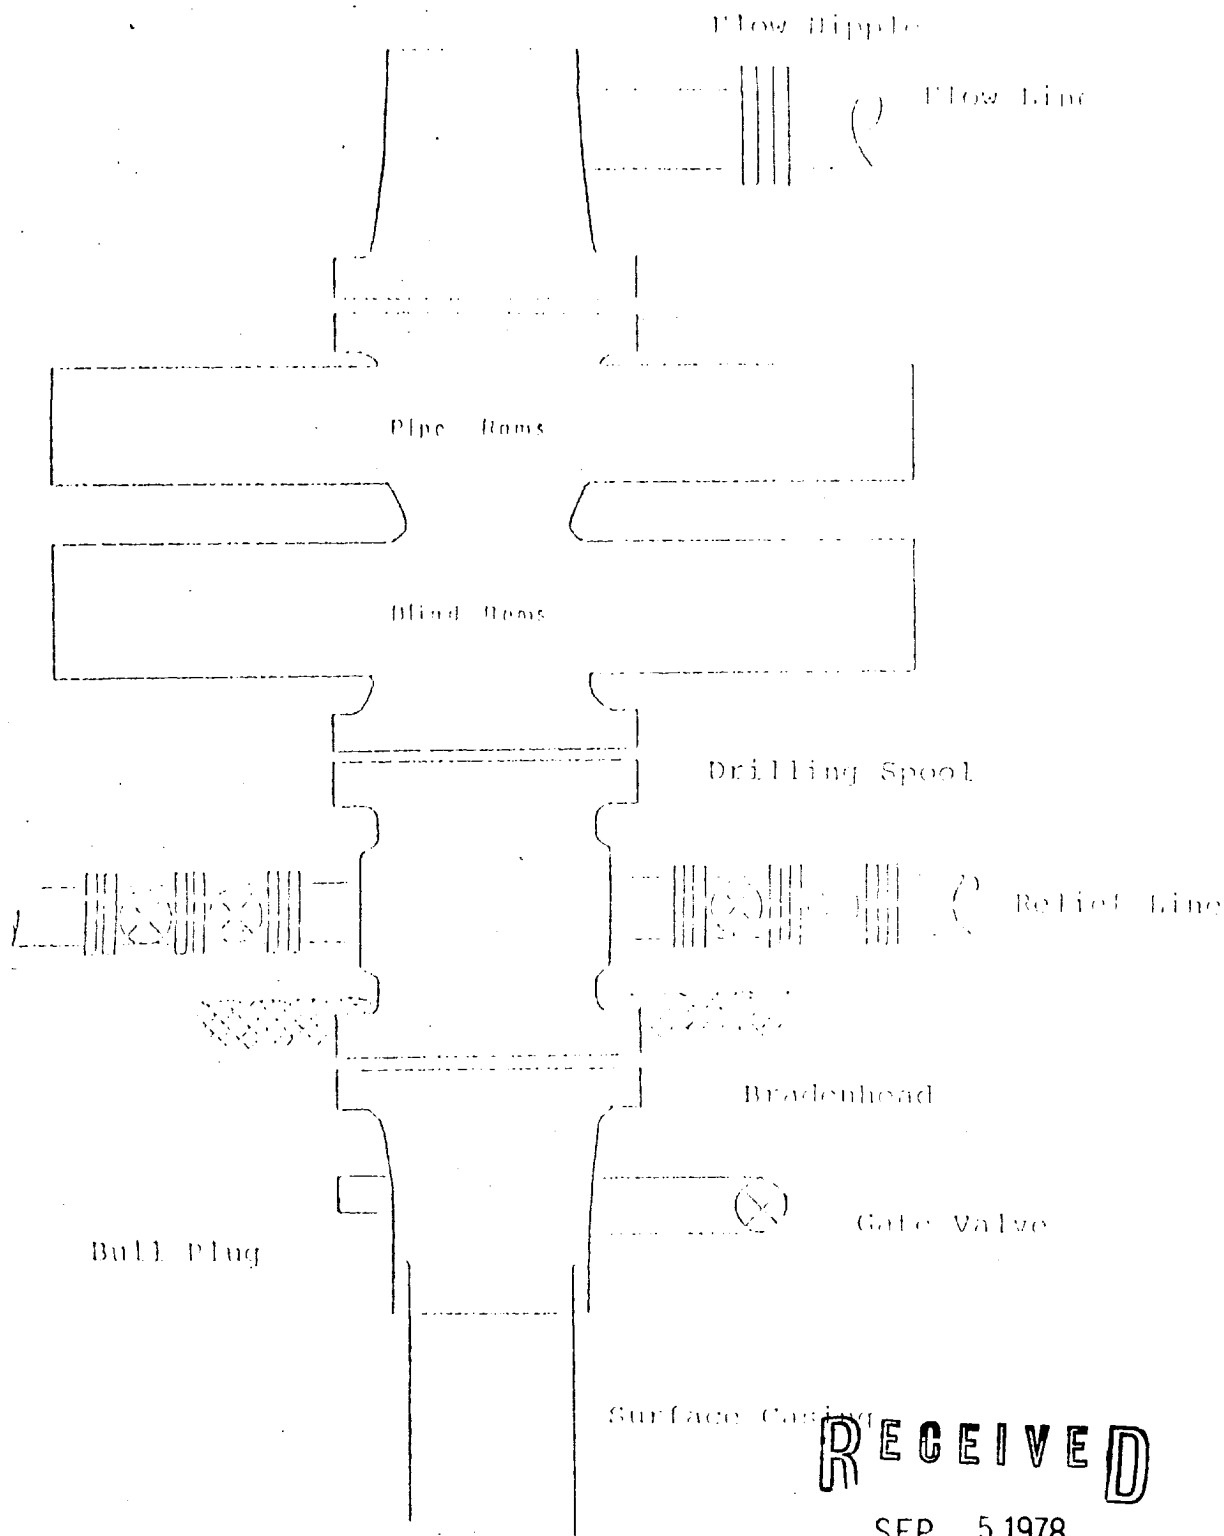 Flow Nipple
Flow Line
Pipe Rams
Blind Rams
Drilling Spool
Relief Line
Bradenhead
Gate Valve
Bull Plug
Surface Casing
RECEIVED
SEP 5 1978